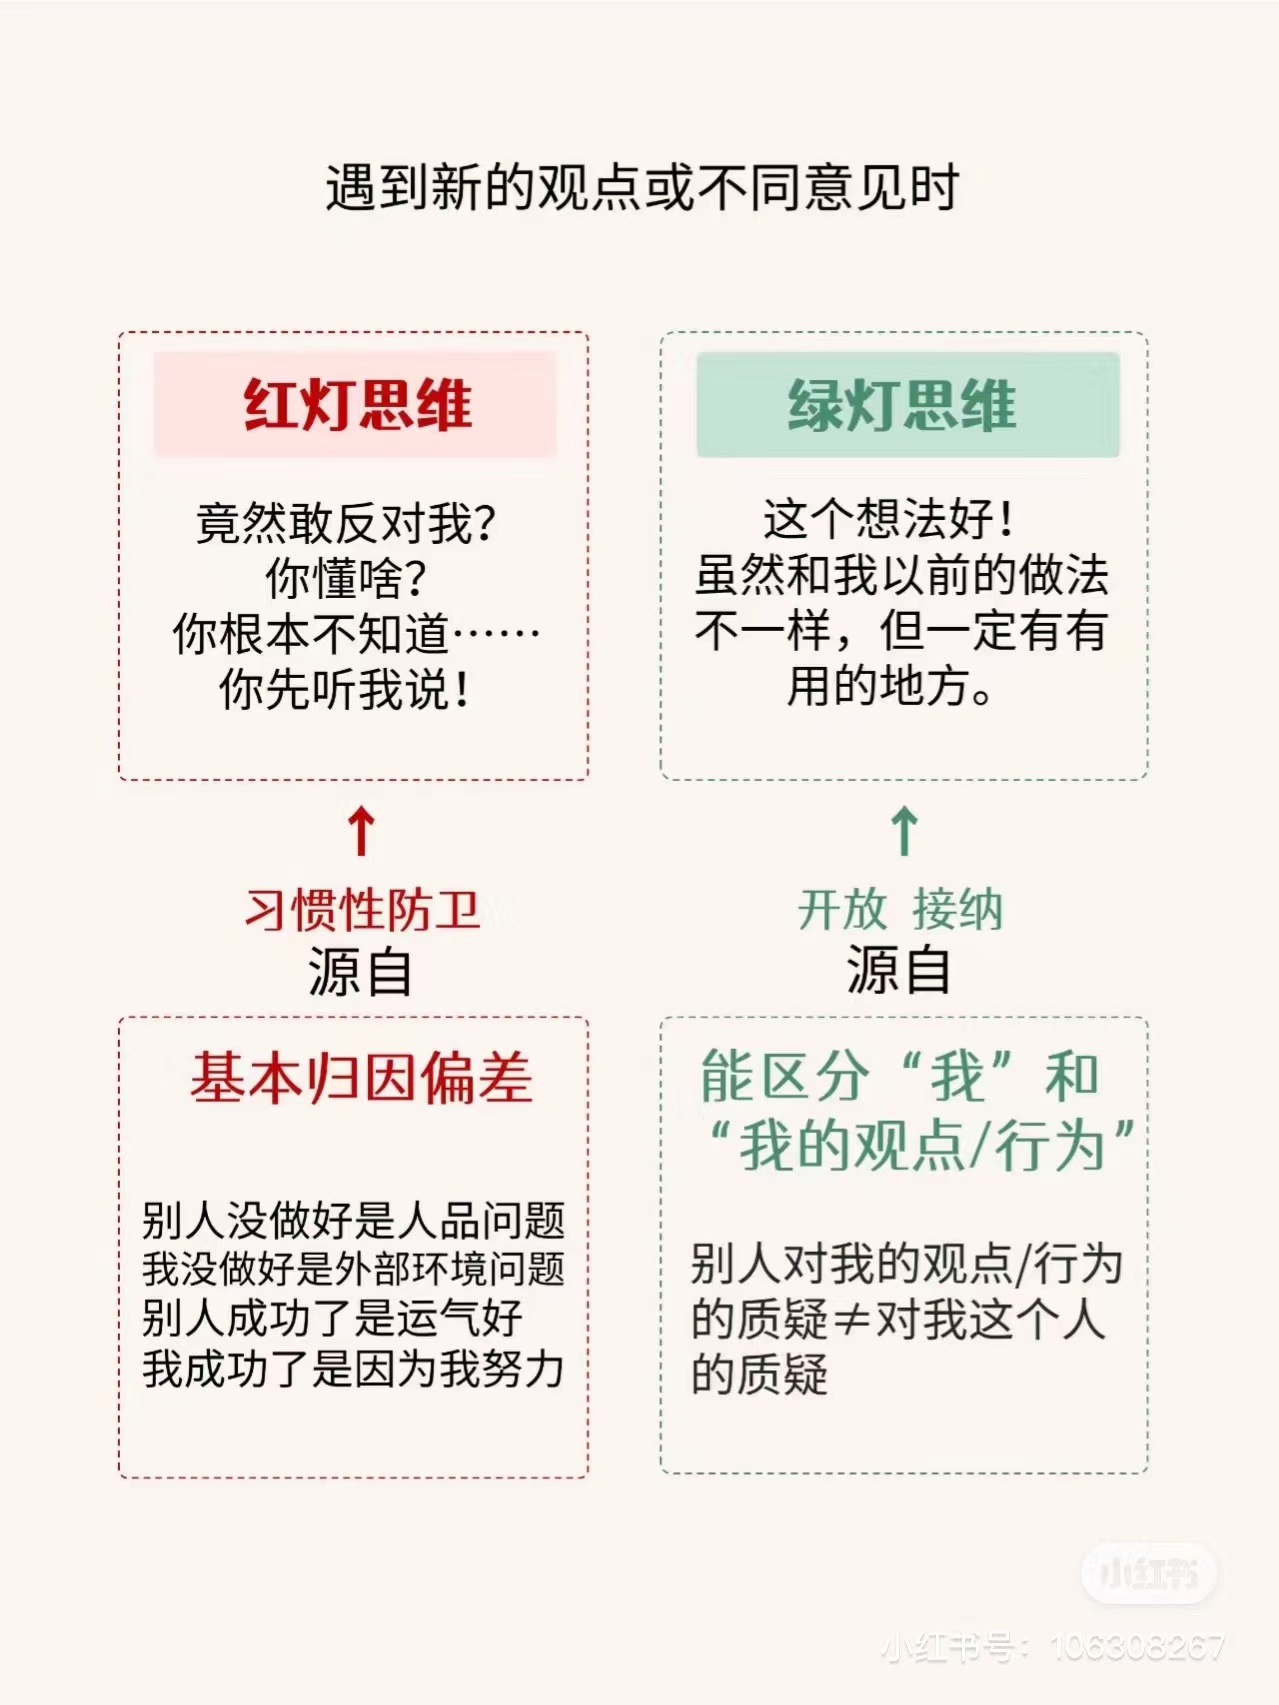 遇到新的观点或不同意见时
红灯思维
竟然敢反对我？
你懂啥？
你根本不知道……
你先听我说！
习惯性防卫
源自
基本归因偏差
别人没做好是人品问题
我没做好是外部环境问题
别人成功了是运气好
我成功了是因为我努力
绿灯思维
这个想法好！
虽然和我以前的做法
不一样，但一定有有
用的地方。
开放 接纳
源自
能区分“我”和
“我的观点/行为”
别人对我的观点/行为
的质疑≠对我这个人
的质疑
小红书
小红书号：106308267